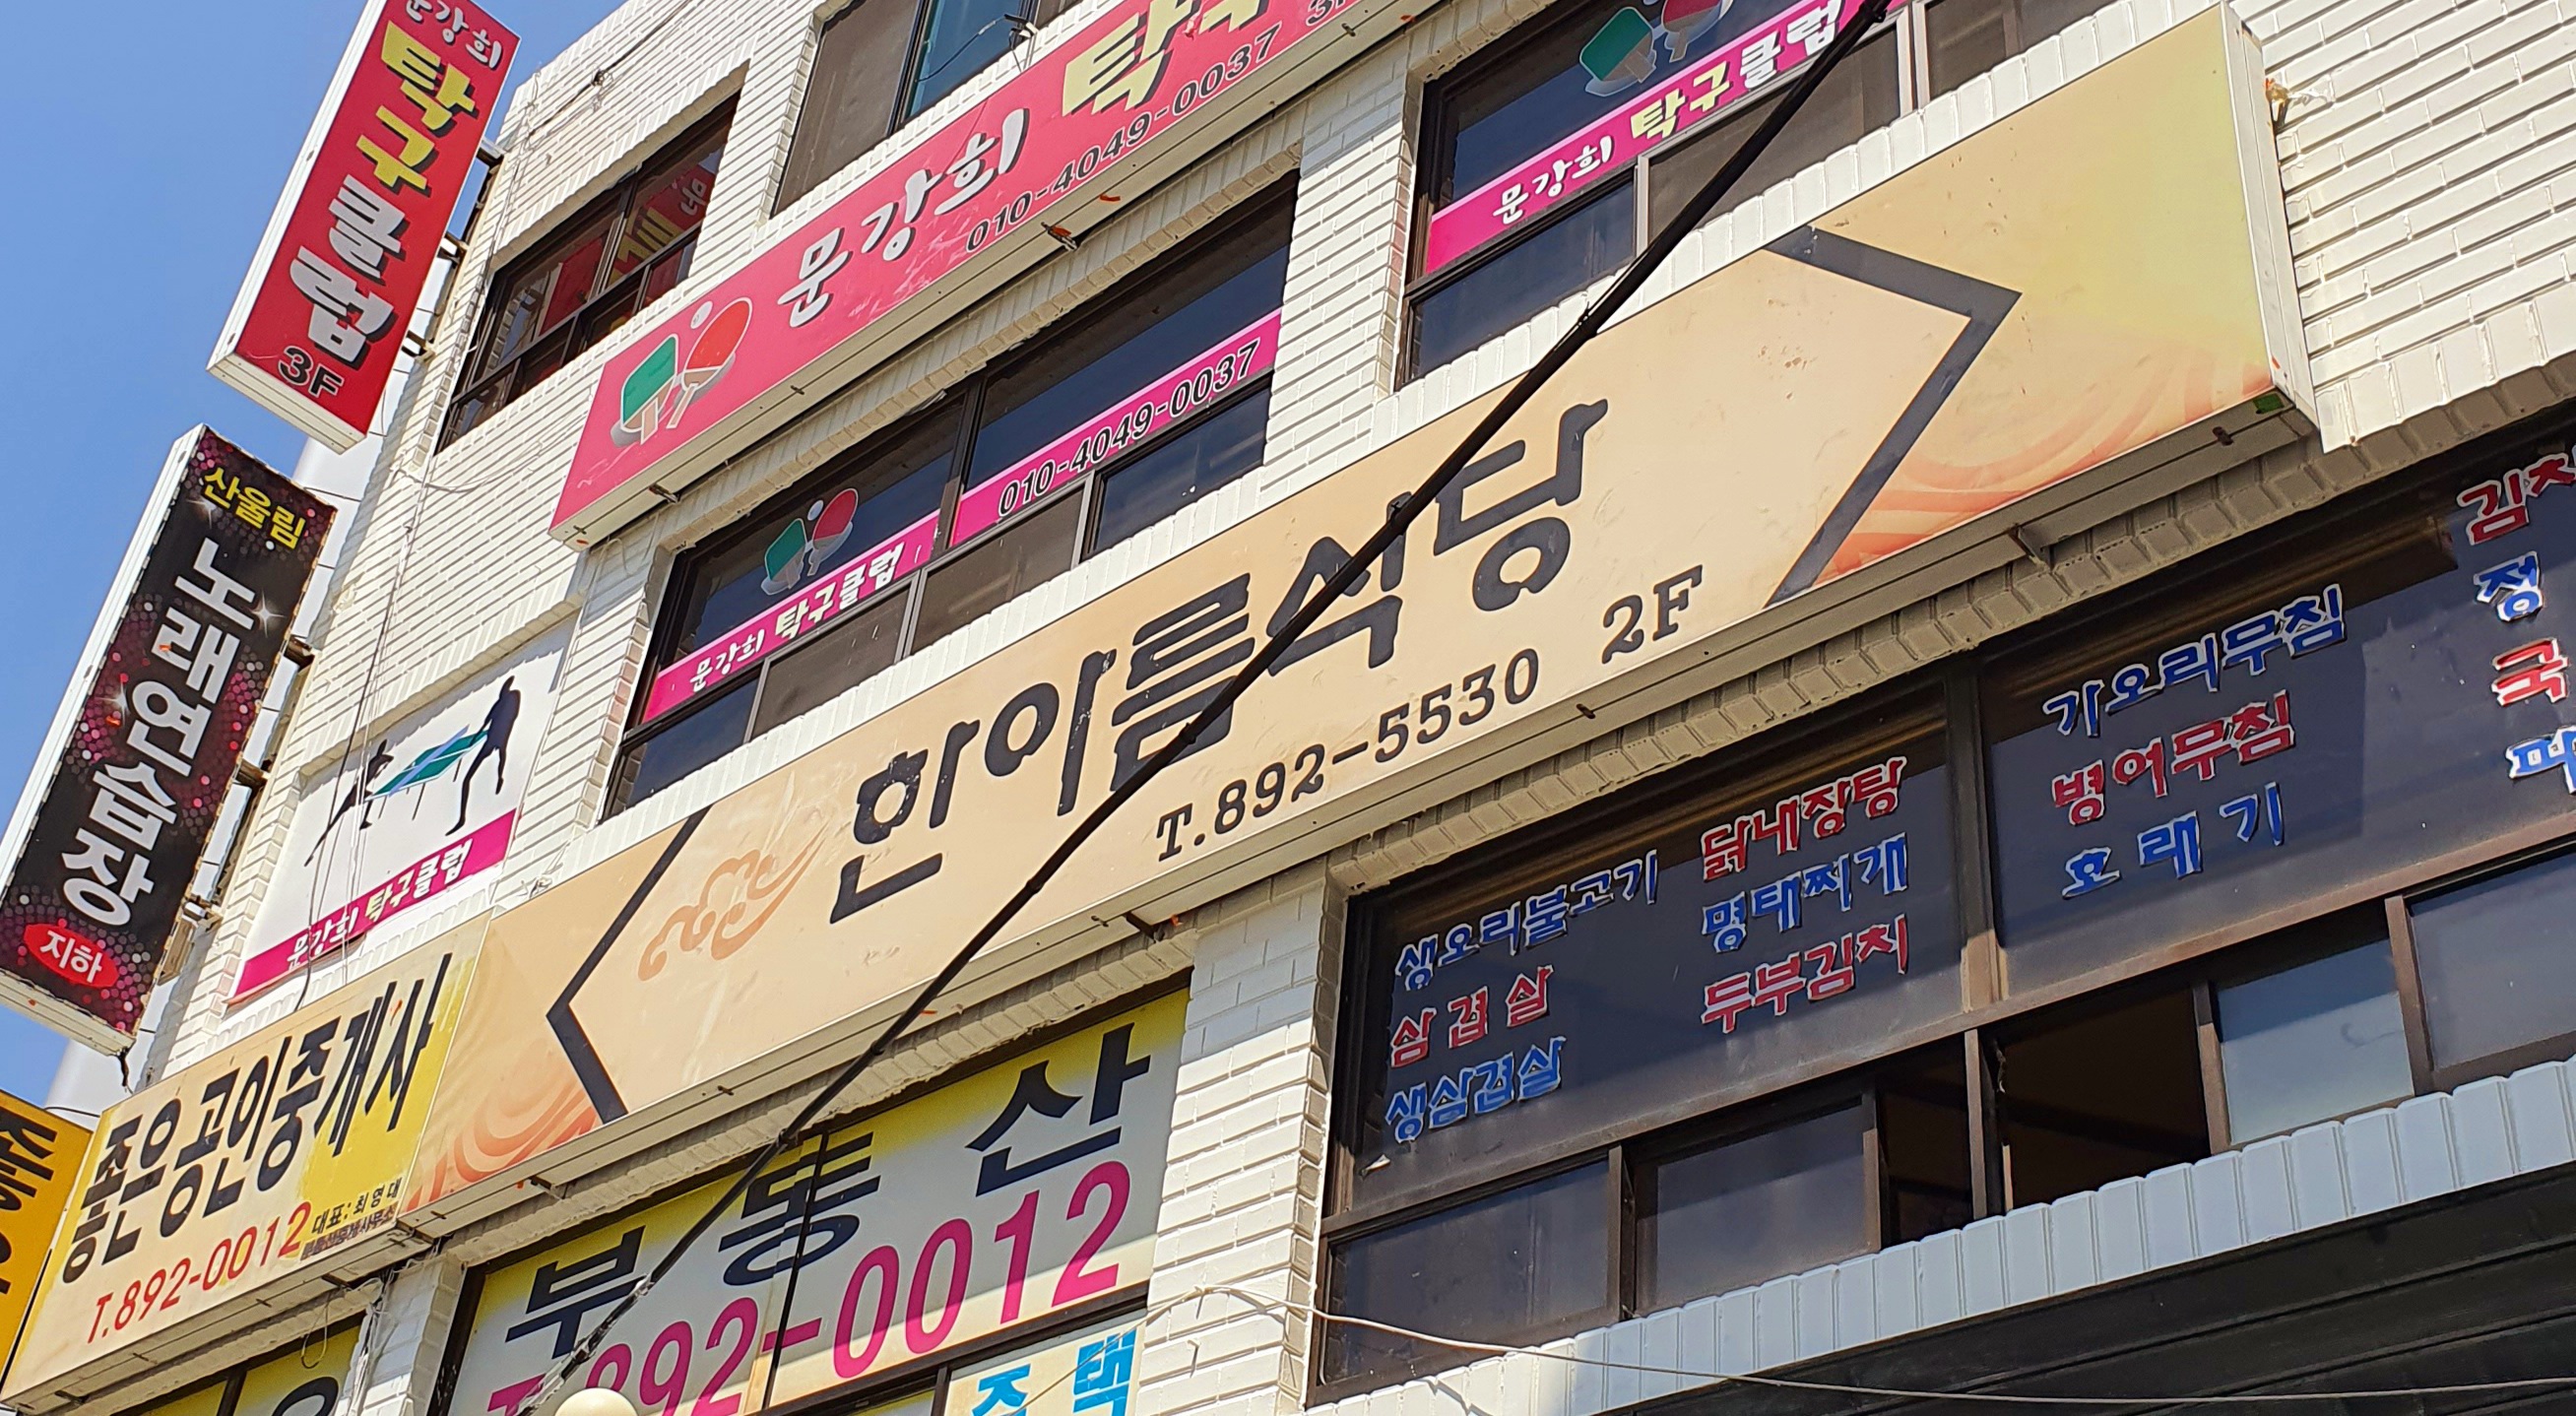 문강희
탁구클럽
3F
문강희 탁구
010-4049-0037
문강희 탁구클럽
010-4049-0037
문강희 탁구클럽
산울림
노래연습장
지하
문강희 탁구클럽
한아름식당
T.892-5530 2F
좋은공인중개사
T.892-0012
대표:최영대
부동산
T.892-0012
주택
생오리불고기
삼겹살
생삼겹살
닭내장탕
명태찌개
두부김치
가오리무침
병어무침
호래기
김치
정
국